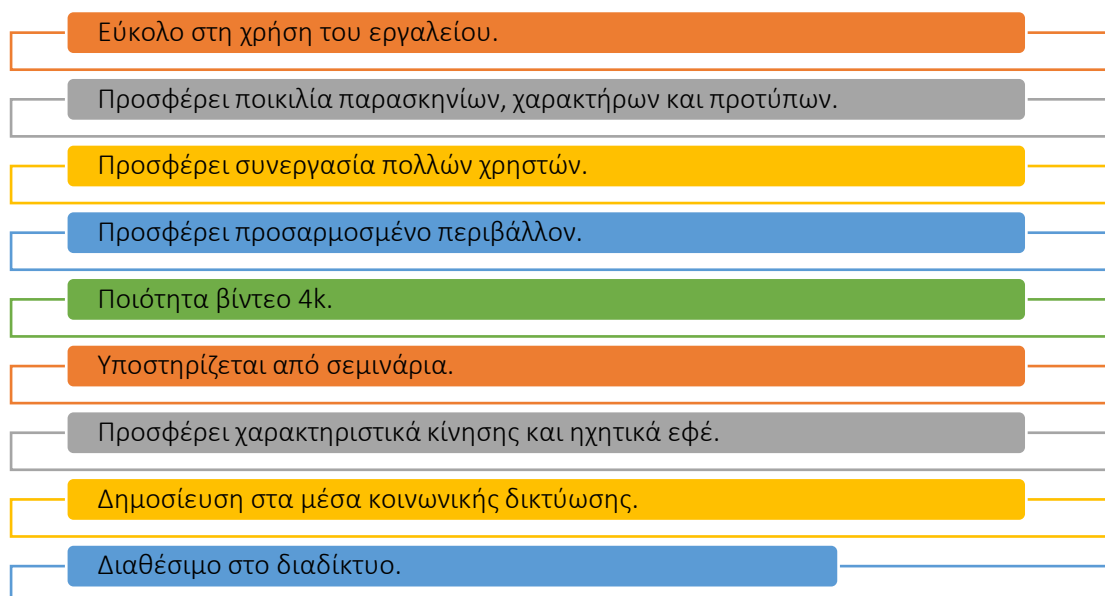 Εύκολο στη χρήση του εργαλείου.
Προσφέρει ποικιλία παρασκηνίων, χαρακτήρων και προτύπων.
Προσφέρει συνεργασία πολλών χρηστών.
Προσφέρει προσαρμοσμένο περιβάλλον.
Ποιότητα βίντεο 4k.
Υποστηρίζεται από σεμινάρια.
Προσφέρει χαρακτηριστικά κίνησης και ηχητικά εφέ.
Δημοσίευση στα μέσα κοινωνικής δικτύωσης.
Διαθέσιμο στο διαδίκτυο.